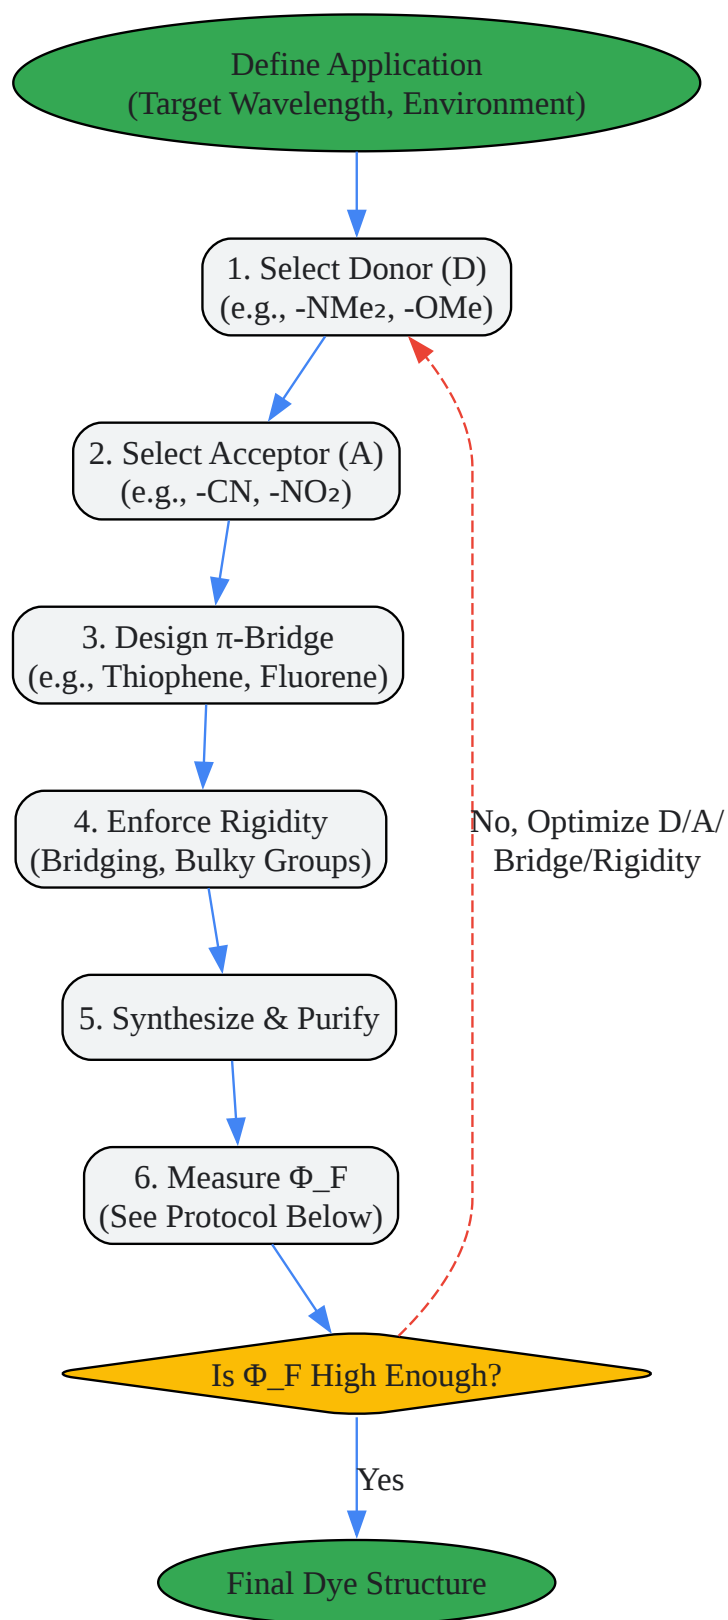 Define Application
(Target Wavelength, Environment)
1. Select Donor (D)
(e.g., -NMe₂, -OMe)
2. Select Acceptor (A)
(e.g., -CN, -NO₂)
3. Design π-Bridge
(e.g., Thiophene, Fluorene)
4. Enforce Rigidity
(Bridging, Bulky Groups)
No, Optimize D/A/
Bridge/Rigidity
5. Synthesize & Purify
6. Measure Φ_F
(See Protocol Below)
Is Φ_F High Enough?
Yes
Final Dye Structure